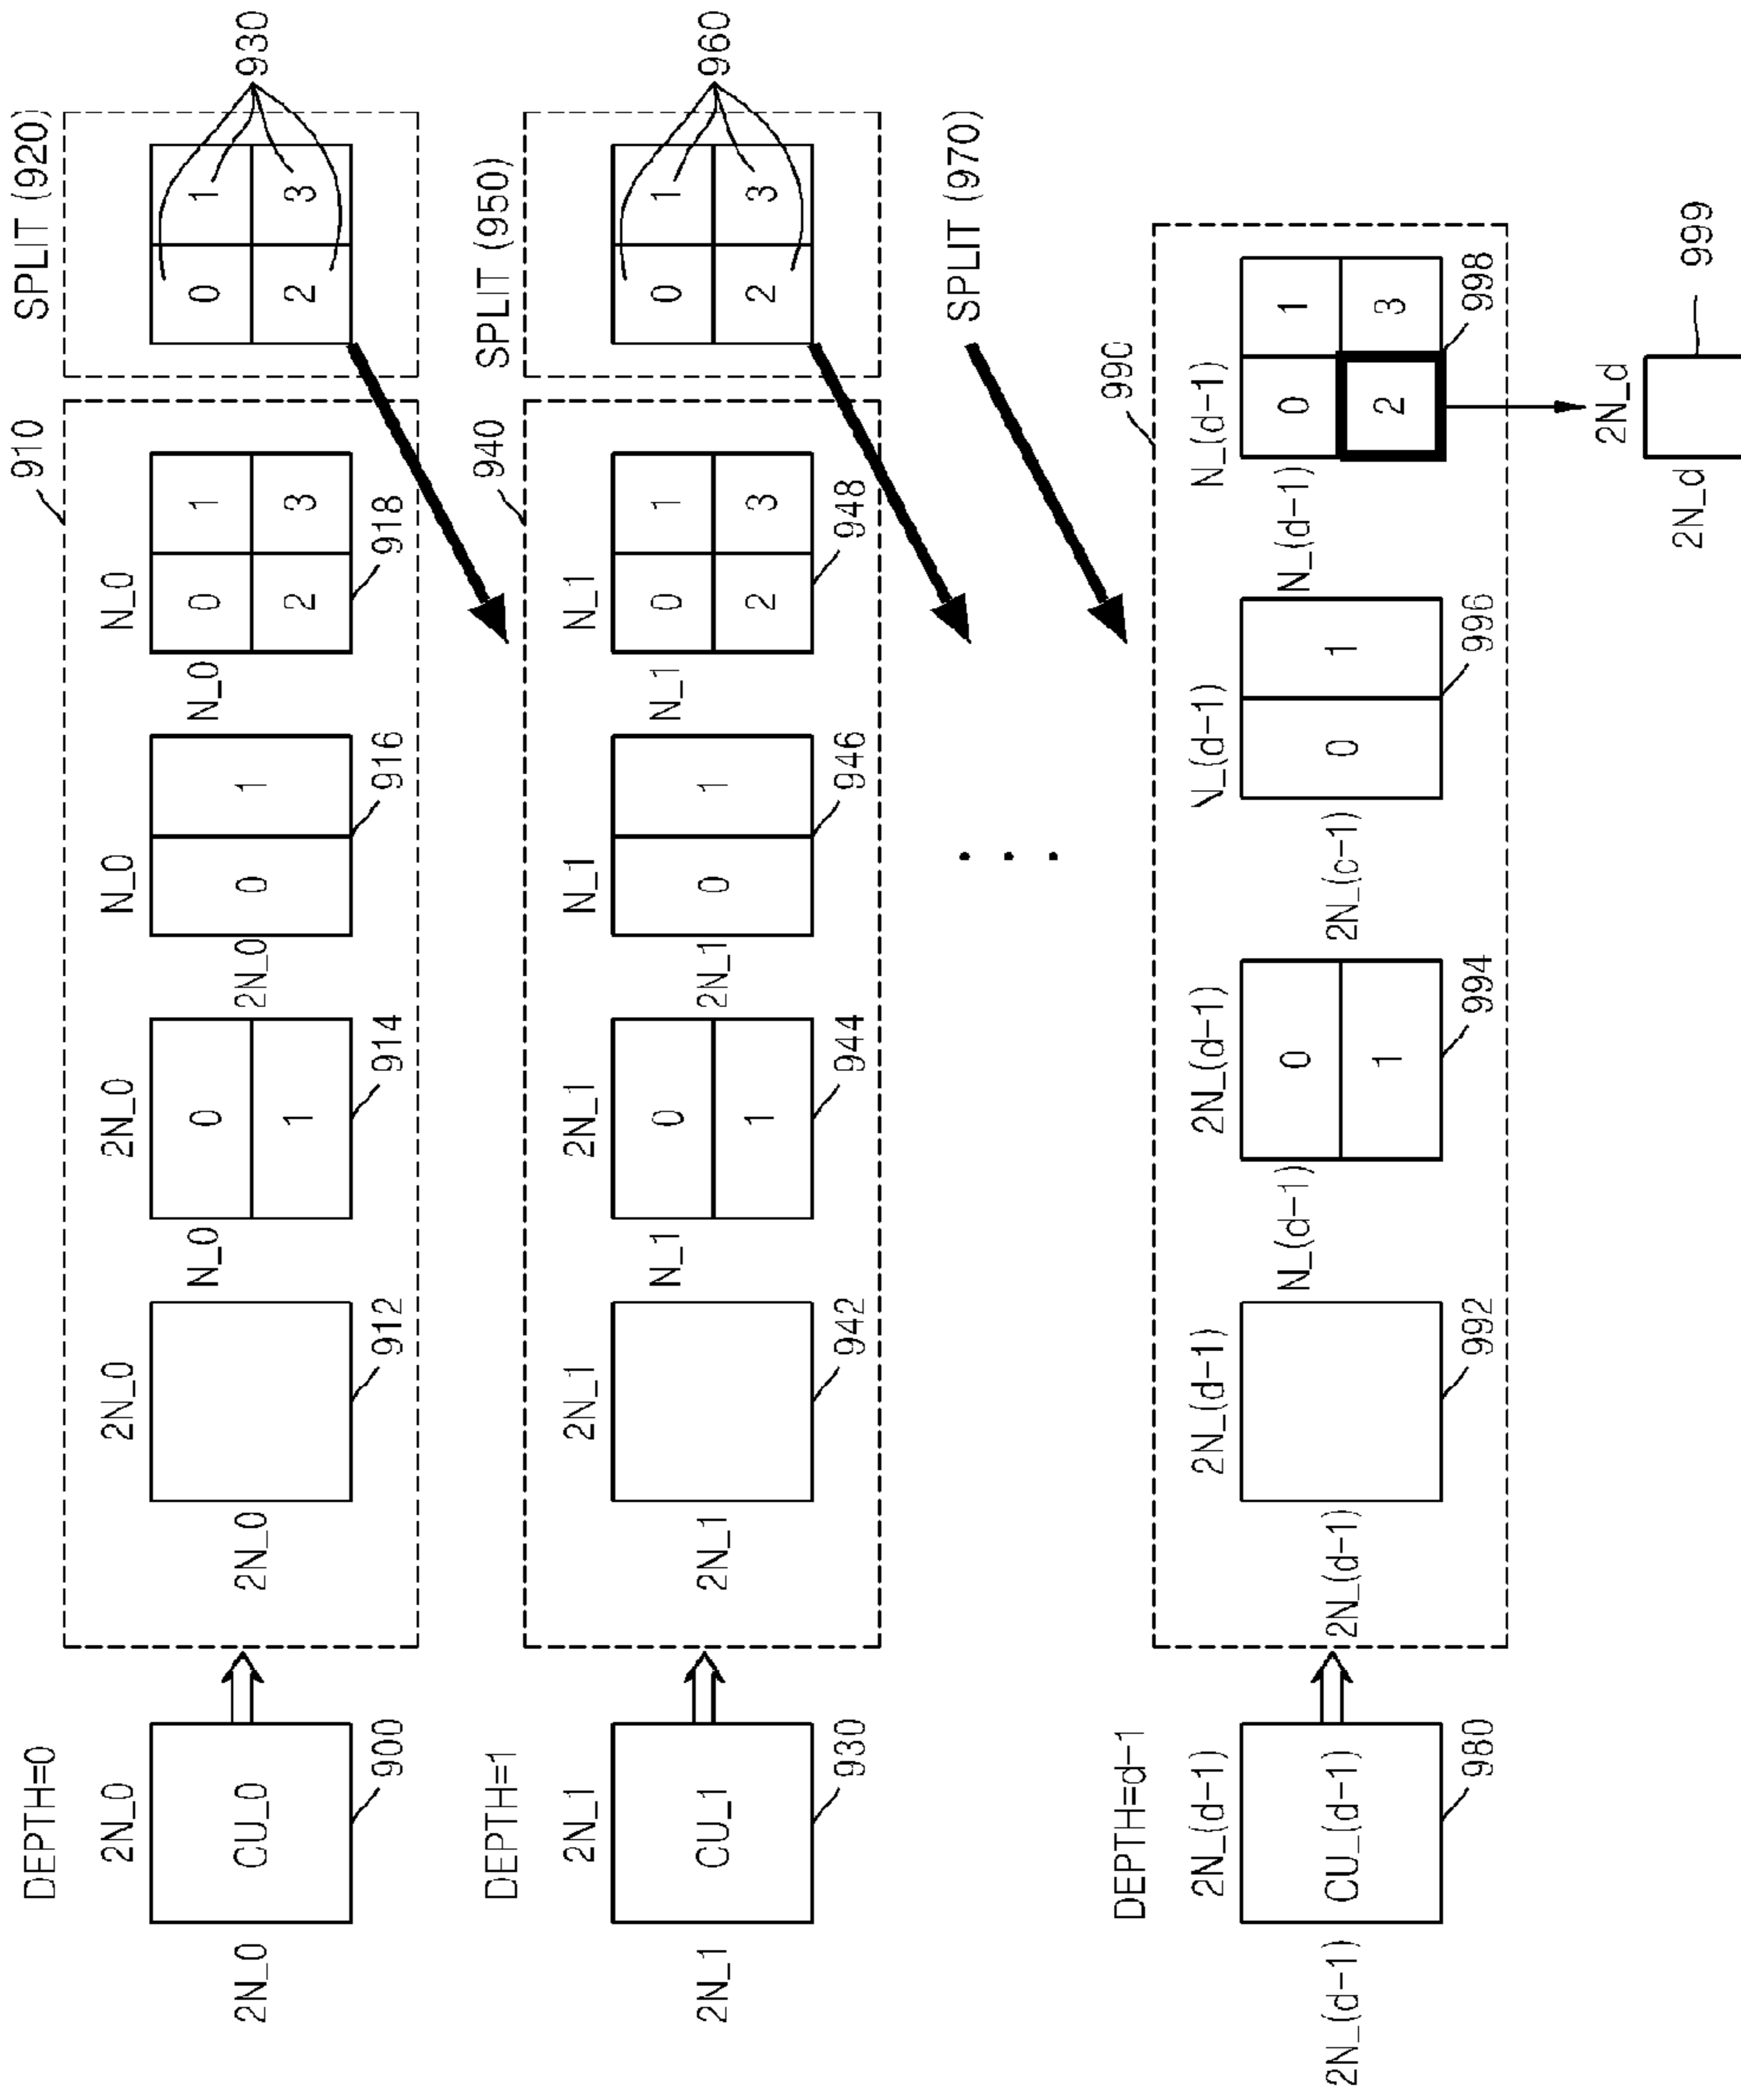 DEPTH=0
2N_0
2N_0
CU_0
900
910
2N_0
2N_0
912
2N_0
N_0
0
1
914
N_0
2N_0
0
1
916
N_0
N_0
0
1
2
3
918
SPLIT (920)
0
1
2
3
930
DEPTH=1
2N_1
2N_1
CU_1
930
940
2N_1
2N_1
942
2N_1
N_1
0
1
944
N_1
2N_1
0
1
946
N_1
N_1
0
1
2
3
948
SPLIT (950)
0
1
2
3
960
SPLIT (970)
DEPTH=d-1
2N_(d-1)
2N_(d-1)
CU_(d-1)
980
990
2N_(d-1)
2N_(d-1)
992
2N_(d-1)
N_(d-1)
0
1
994
N_(d-1)
2N_(c-1)
0
1
996
N_(d-1)
N_(d-1)
0
1
2
3
998
2N_d
2N_d
999